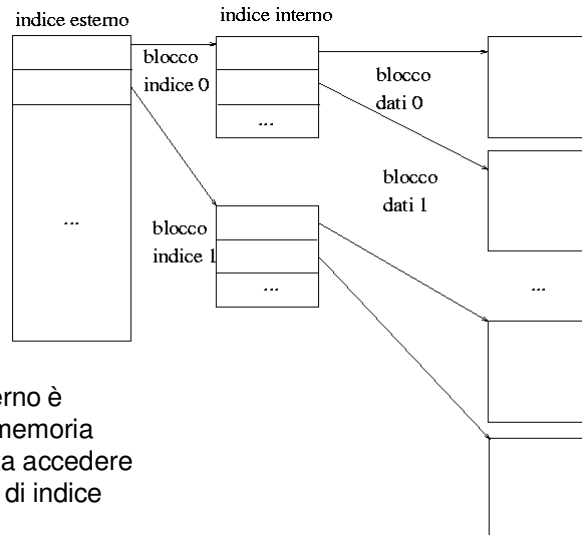 indice esterno
indice interno
blocco
indice 0
...
blocco
dati 0
blocco
dati 1
...
blocco
indice 1
...
...
erno è
memoria
a accedere
di indice